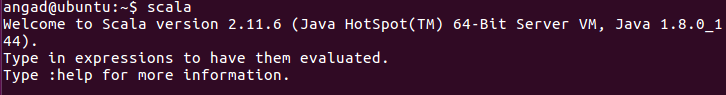 angad@ubuntu:~$ scala
Welcome to Scala version 2.11.6 (Java HotSpot(TM) 64-Bit Server VM, Java 1.8.0_1
44).
Type in expressions to have them evaluated.
Type :help for more information.